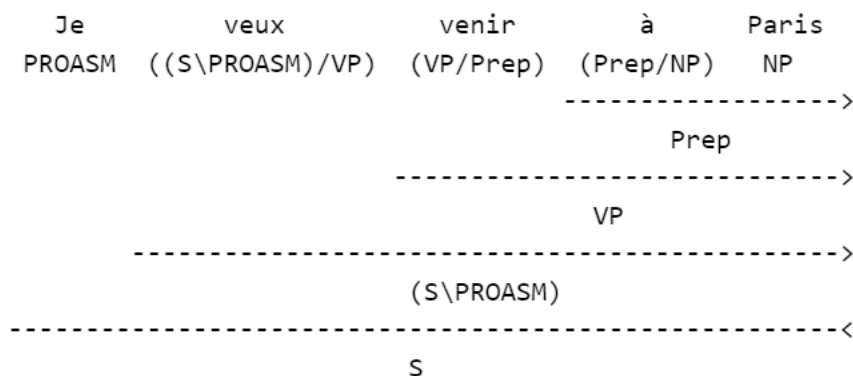 Je veux venir à Paris
PROASM ((S\PROASM)/VP) (VP/Prep) (Prep/NP) NP
------------------>
Prep
----------------------------->
VP
----------------------------------------------->
(S\PROASM)
-------------------------------------------------------<
S